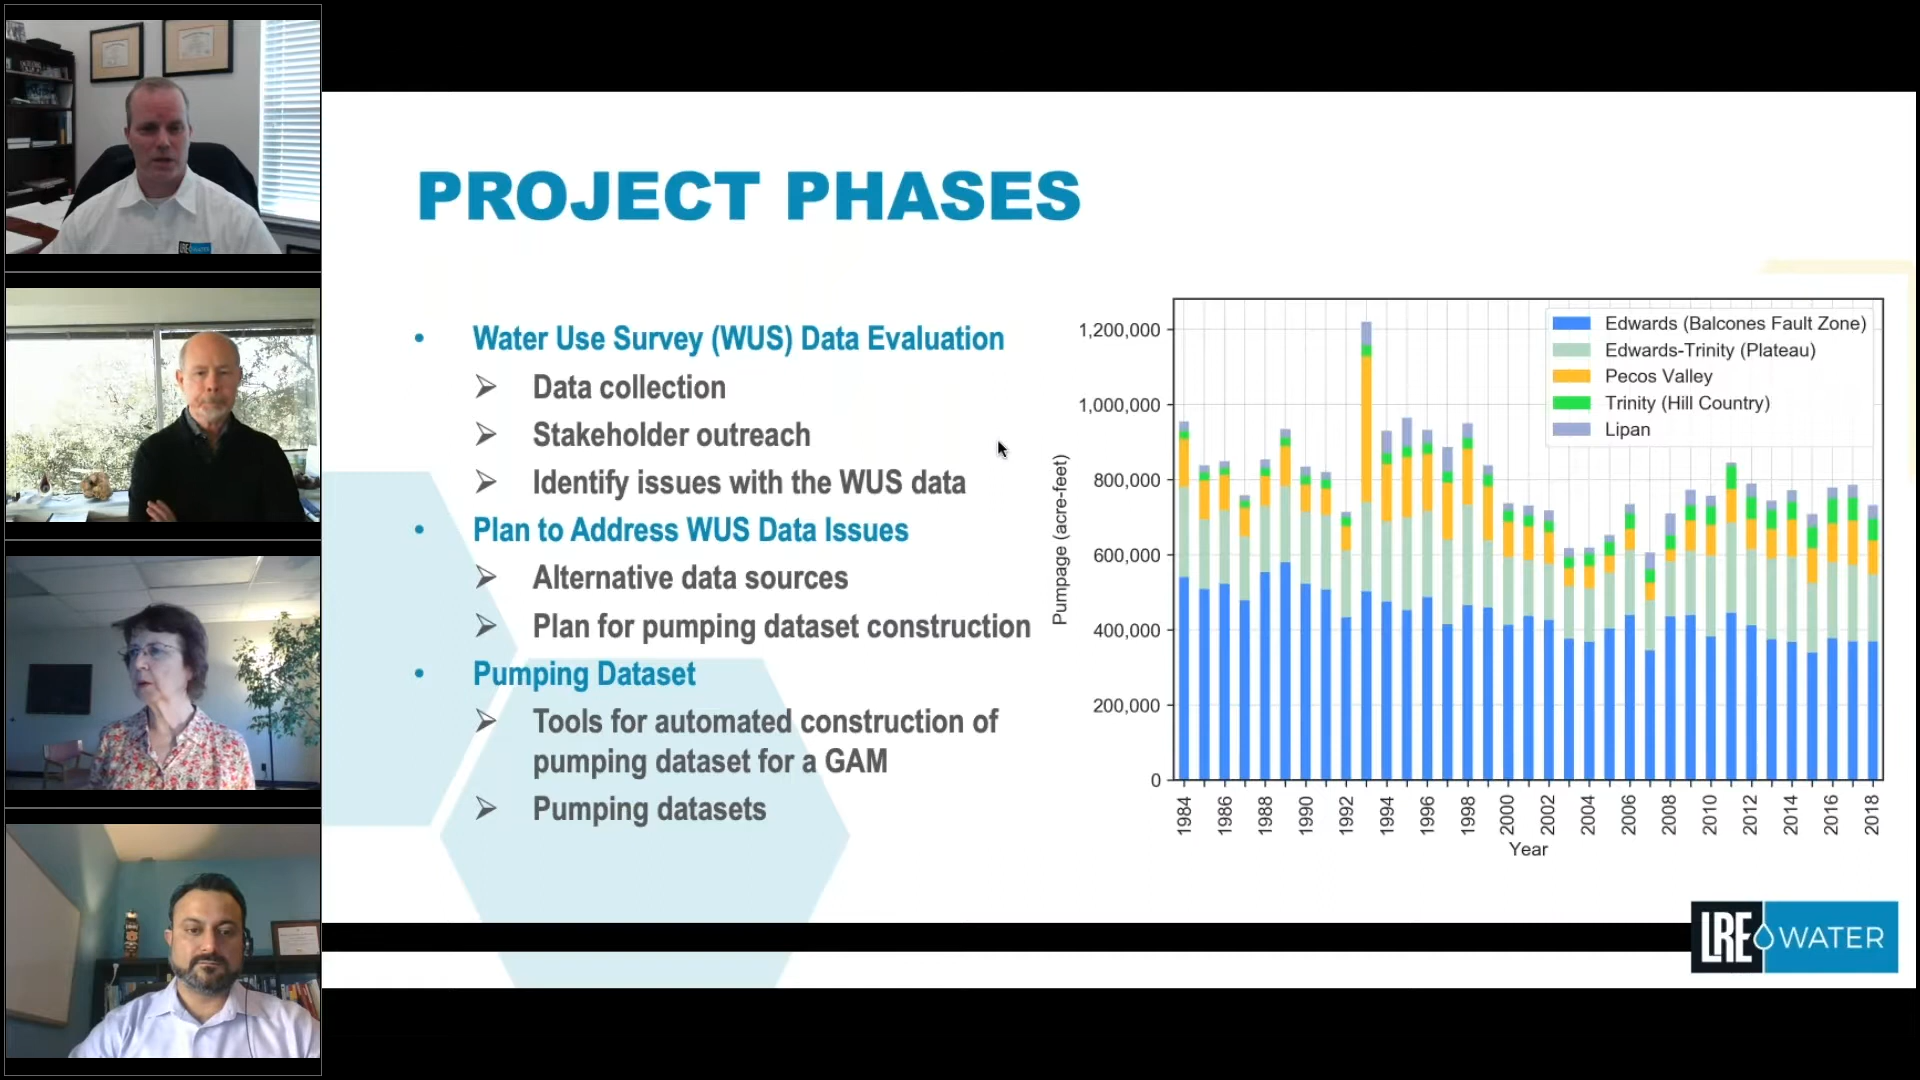 PROJECT PHASES
• Water Use Survey (WUS) Data Evaluation
➢ Data collection
➢ Stakeholder outreach
➢ Identify issues with the WUS data
• Plan to Address WUS Data Issues
➢ Alternative data sources
➢ Plan for pumping dataset construction
• Pumping Dataset
➢ Tools for automated construction of
pumping dataset for a GAM
➢ Pumping datasets
Pumpage (acre-feet)
1,200,000
1,000,000
800,000
600,000
400,000
200,000
0
Edwards (Balcones Fault Zone)
Edwards-Trinity (Plateau)
Pecos Valley
Trinity (Hill Country)
Lipan
1984 1986 1988 1990 1992 1994 1996 1998 2000 2002 2004 2006 2008 2010 2012 2014 2016 2018
Year
LRE WATER
LRE WATER